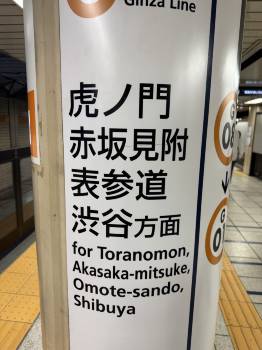 Ginza Line
虎ノ門
赤坂見附
表参道
渋谷方面
for Toranomon,
Akasaka-mitsuke,
Omote-sando,
Shibuya
G
08
G